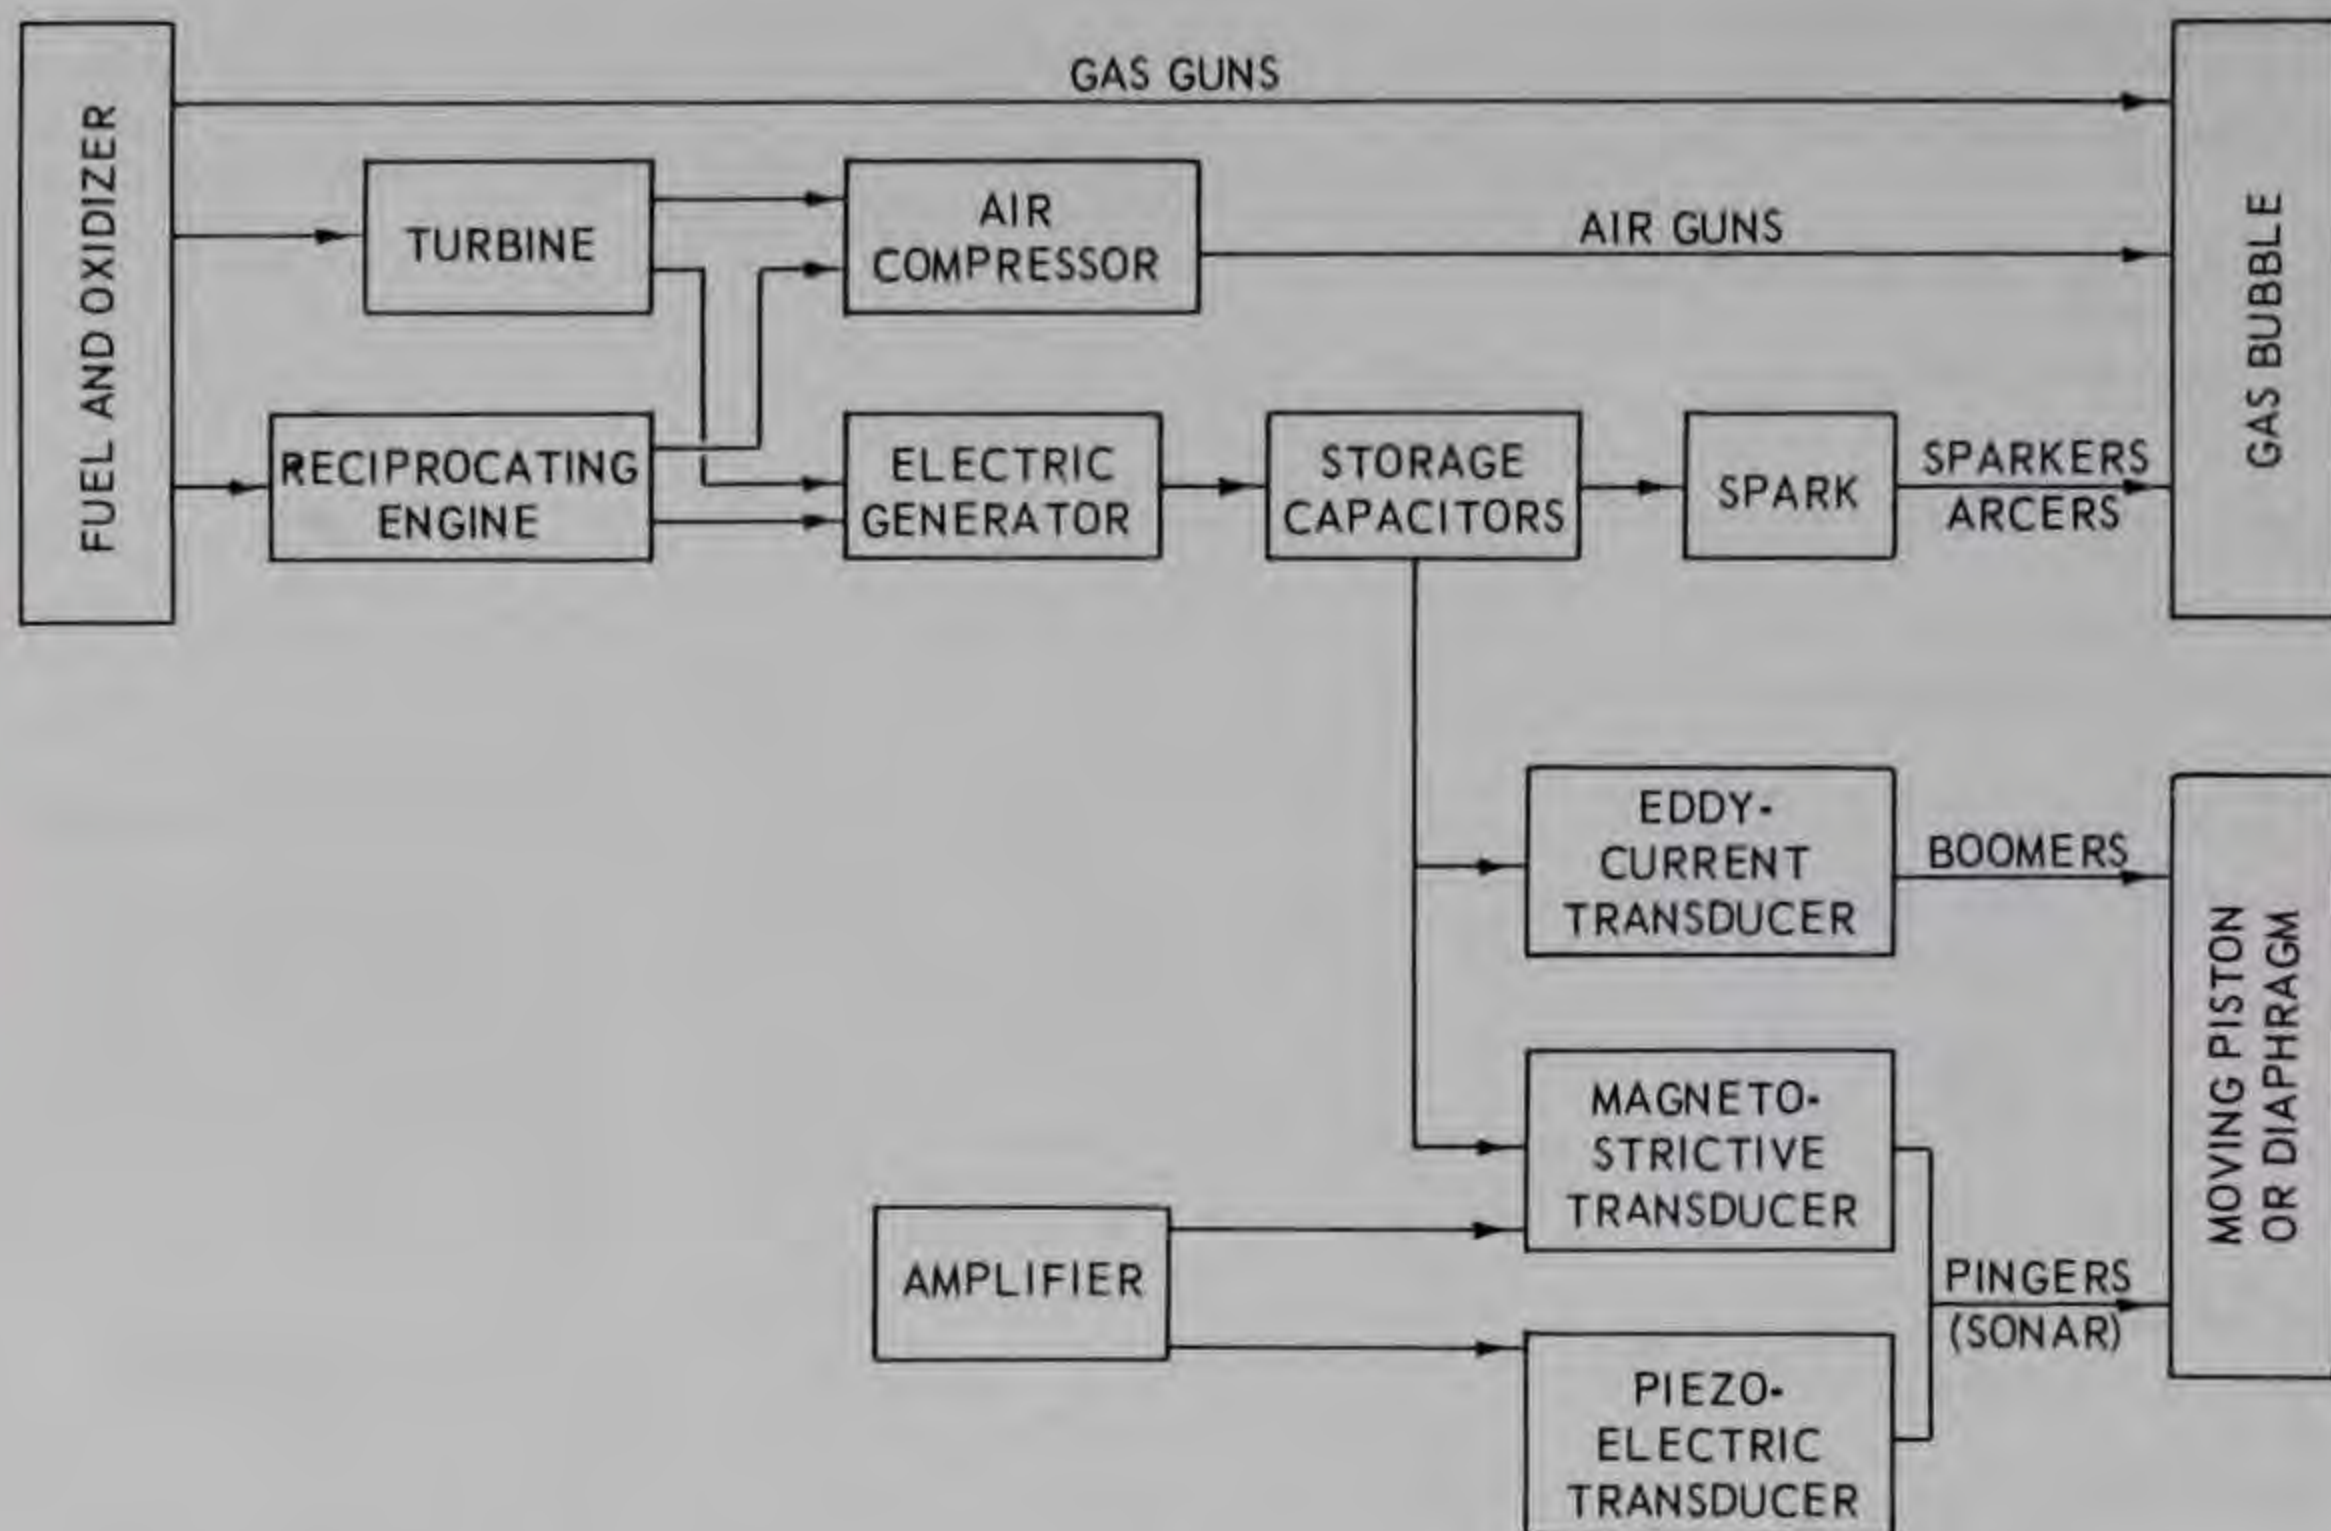 FUEL AND OXIDIZER
GAS GUNS
TURBINE
AIR
COMPRESSOR
AIR GUNS
GAS BUBBLE
RECIPROCATING
ENGINE
ELECTRIC
GENERATOR
STORAGE
CAPACITORS
SPARK
SPARKERS
ARCERS
EDDY-
CURRENT
TRANSDUCER
BOOMERS
MOVING PISTON
OR DIAPHRAGM
MAGNETO-
STRICTIVE
TRANSDUCER
AMPLIFIER
PINGERS
(SONAR)
PIEZO-
ELECTRIC
TRANSDUCER